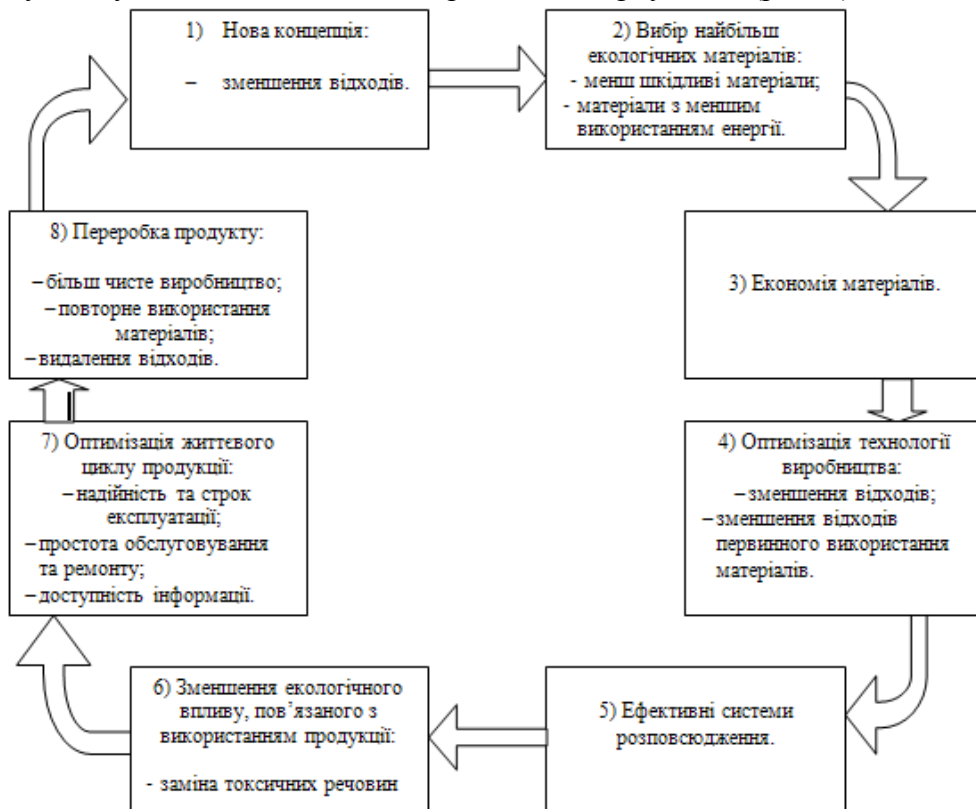 1) Нова концепція:
– зменшення відходів.
2) Вибір найбільш
екологічних матеріалів:
- менш шкідливі матеріали;
- матеріали з меншим
використанням енергії.
3) Економія матеріалів.
4) Оптимізація технології
виробництва:
– зменшення відходів;
– зменшення відходів
первинного використання
матеріалів.
5) Ефективні системи
розповсюдження.
6) Зменшення екологічного
впливу, пов’язаного з
використанням продукції:
- заміна токсичних речовин
7) Оптимізація життєвого
циклу продукції:
– надійність та строк
експлуатації;
– простота обслуговування
та ремонту;
– доступність інформації.
8) Переробка продукту:
– більш чисте виробництво;
– повторне використання
матеріалів;
– видалення відходів.